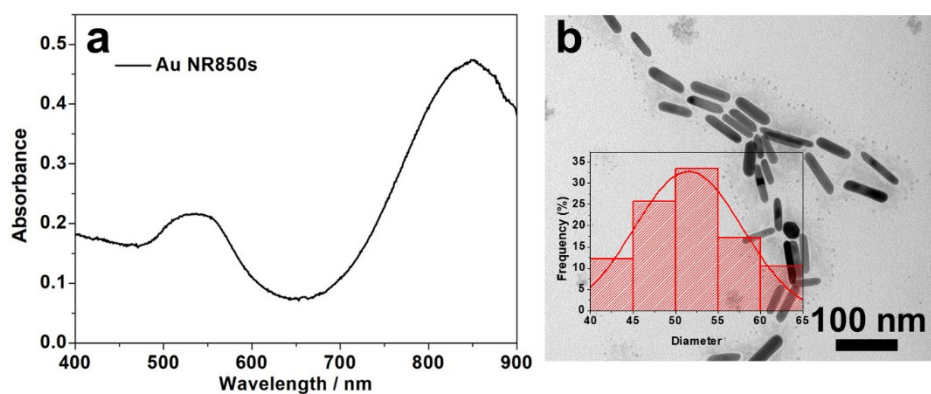 a
Au NR850s
Absorbance
0.5
0.4
0.3
0.2
0.1
0.0
400 500 600 700 800 900
Wavelength / nm
b
Frequency (%)
35
30
25
20
15
10
5
0
40 45 50 55 60 65
Diameter
100 nm